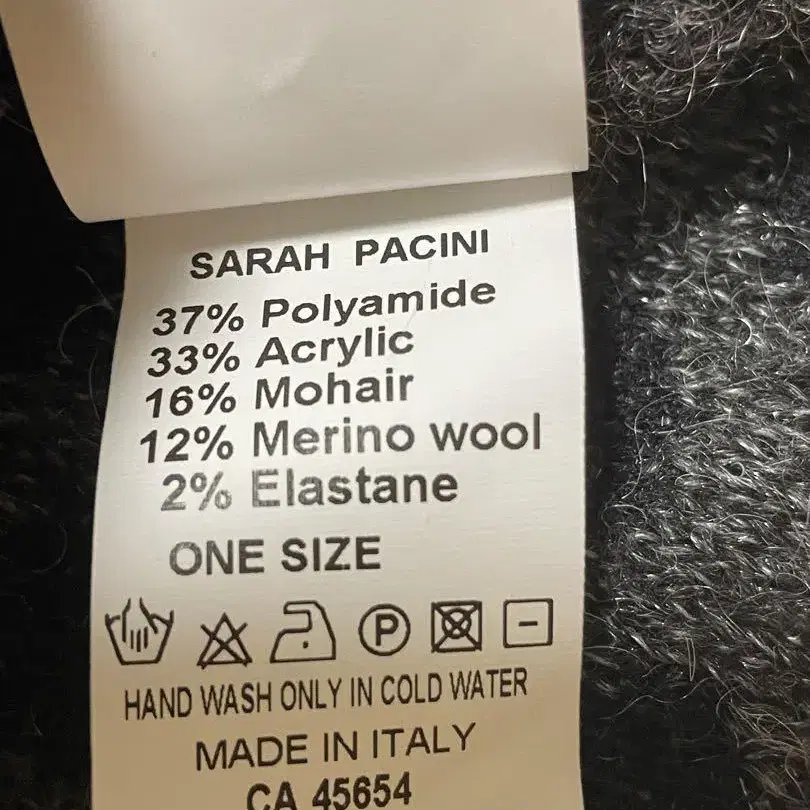 SARAH PACINI
37% Polyamide
33% Acrylic
16% Mohair
12% Merino wool
2% Elastane
ONE SIZE
P
HAND WASH ONLY IN COLD WATER
MADE IN ITALY
CA 45654